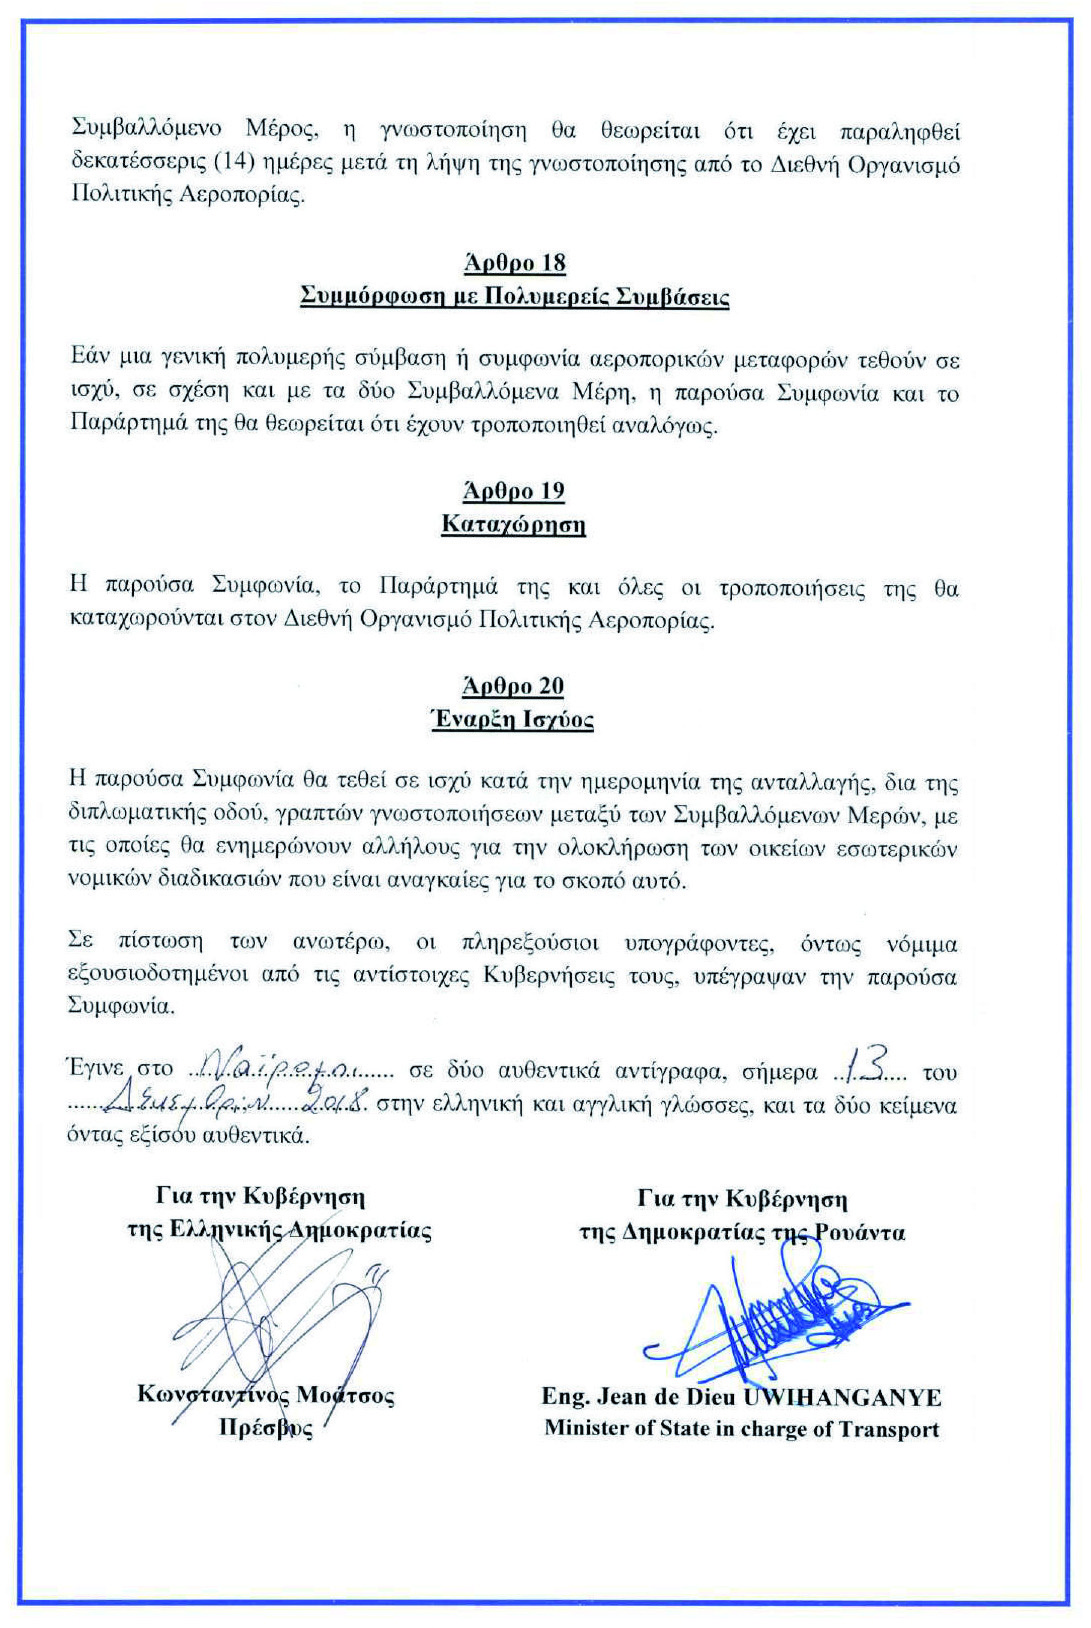 Συμβαλλόμενο Μέρος, η γνωστοποίηση θα θεωρείται ότι έχει παραληφθεί
δεκατέσσερις (14) ημέρες μετά τη λήψη της γνωστοποίησης από το Διεθνή Οργανισμό
Πολιτικής Αεροπορίας.
Άρθρο 18
Συμμόρφωση με Πολυμερείς Συμβάσεις
Εάν μια γενική πολυμερής σύμβαση ή συμφωνία αεροπορικών μεταφορών τεθούν σε
ισχύ, σε σχέση και με τα δύο Συμβαλλόμενα Μέρη, η παρούσα Συμφωνία και το
Παράρτημά της θα θεωρείται ότι έχουν τροποποιηθεί αναλόγως.
Άρθρο 19
Καταχώρηση
Η παρούσα Συμφωνία, το Παράρτημά της και όλες οι τροποποιήσεις της θα
καταχωρούνται στον Διεθνή Οργανισμό Πολιτικής Αεροπορίας.
Άρθρο 20
Έναρξη Ισχύος
Η παρούσα Συμφωνία θα τεθεί σε ισχύ κατά την ημερομηνία της ανταλλαγής, δια της
διπλωματικής οδού, γραπτών γνωστοποιήσεων μεταξύ των Συμβαλλόμενων Μερών, με
τις οποίες θα ενημερώνουν αλλήλους για την ολοκλήρωση των οικείων εσωτερικών
νομικών διαδικασιών που είναι αναγκαίες για το σκοπό αυτό.
Σε πίστωση των ανωτέρω, οι πληρεξούσιοι υπογράφοντες, όντως νόμιμα
εξουσιοδοτημένοι από τις αντίστοιχες Κυβερνήσεις τους, υπέγραψαν την παρούσα
Συμφωνία.
Έγινε στο Ναϊρόμπι σε δύο αυθεντικά αντίγραφα, σήμερα 13 του
Δεκεμβρίου 2018 στην ελληνική και αγγλική γλώσσες, και τα δύο κείμενα
όντας εξίσου αυθεντικά.
Για την Κυβέρνηση
της Ελληνικής Δημοκρατίας
Για την Κυβέρνηση
της Δημοκρατίας της Ρουάντα
Κωνσταντίνος Μοάτσος
Πρέσβυς
Eng. Jean de Dieu UWIHANGANYE
Minister of State in charge of Transport